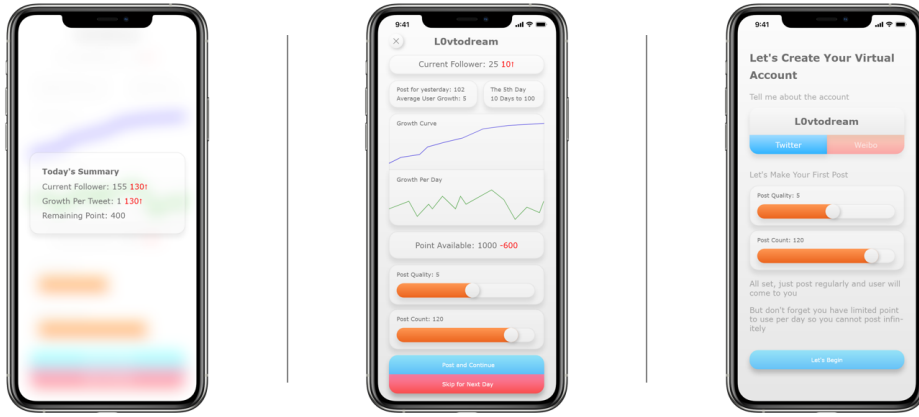 Today's Summary
Current Follower: 155 130↑
Growth Per Tweet: 1 130↑
Remaining Point: 400
9:41
L0vtodream
Current Follower: 25 10↑
Post for yesterday: 102
Average User Growth: 5
The 5th Day
10 Days to 100
Growth Curve
Growth Per Day
Point Available: 1000 -600
Post Quality: 5
Post Count: 120
Post and Continue
Skip for Next Day
9:41
Let's Create Your Virtual
Account
Tell me about the account
L0vtodream
Twitter Weibo
Let's Make Your First Post
Post Quality: 5
Post Count: 120
All set, just post regularly and user will
come to you
But don't forget you have limited point
to use per day so you cannot post infin-
itely
Let's Begin